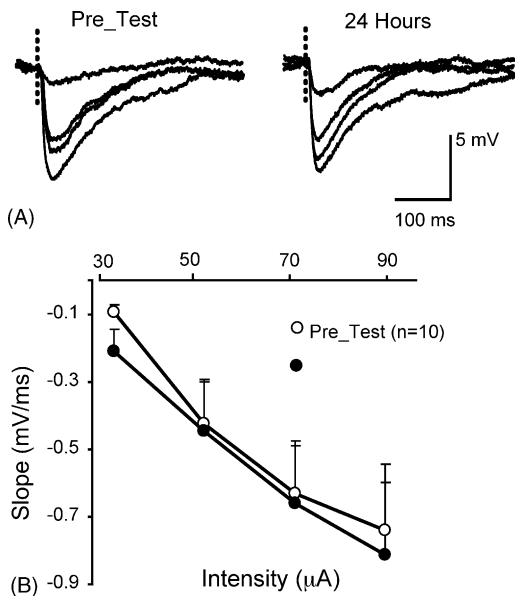 Pre_Test 24 Hours
5 mV
100 ms
(A)
30 50 70 90
-0.1
Pre_Test (n=10)
-0.3
-0.5
-0.7
-0.9
Slope (mV/ms)
Intensity (μA)
(B)